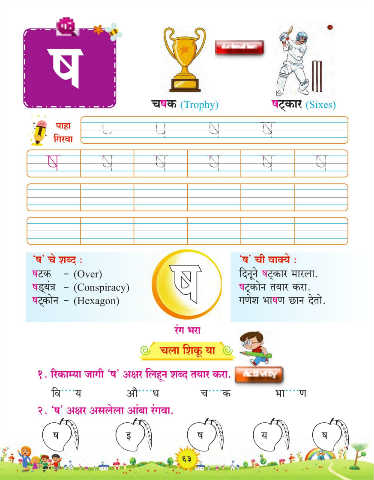 ष
चषक (Trophy)
षट्कार (Sixes)
पाहा
गिरवा
ष
ष ष ष ष ष ष
'ष' चे शब्द :
षटक – (Over)
षड्यंत्र – (Conspiracy)
षट्कोन – (Hexagon)
ष
'ष' ची वाक्ये :
दिनूने षट्कार मारला.
षट्कोन तयार करा.
गणेश भाषण छान देतो.
रंग भरा
चला शिकू या
१. रिकाम्या जागी 'ष' अक्षर लिहून शब्द तयार करा.
वि····य औ····ध च····क भा····ण
२. 'ष' अक्षर असलेला आंबा रंगवा.
ष इ ष य ष
६३